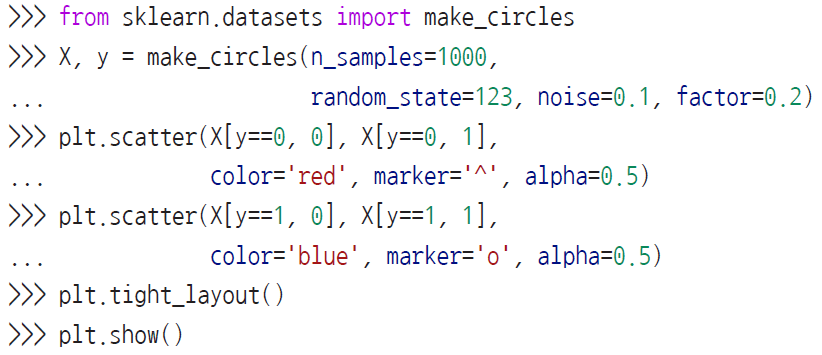 >>> from sklearn.datasets import make_circles
>>> X, y = make_circles(n_samples=1000,
...                     random_state=123, noise=0.1, factor=0.2)
>>> plt.scatter(X[y==0, 0], X[y==0, 1],
...             color='red', marker='^', alpha=0.5)
>>> plt.scatter(X[y==1, 0], X[y==1, 1],
...             color='blue', marker='o', alpha=0.5)
>>> plt.tight_layout()
>>> plt.show()